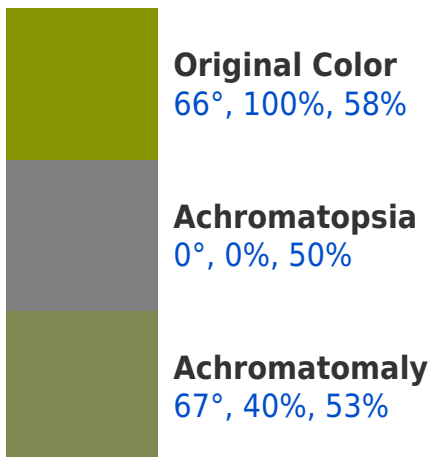 Original Color
66°, 100%, 58%
Achromatopsia
0°, 0%, 50%
Achromatomaly
67°, 40%, 53%